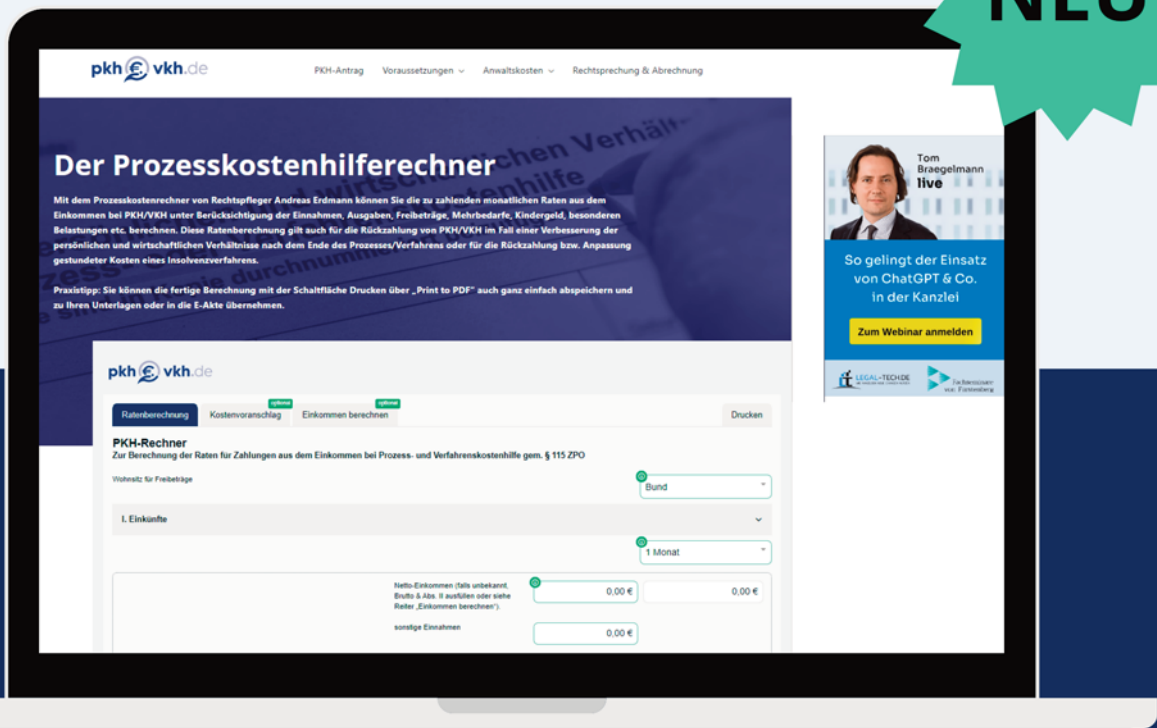 NEU
pkh € vkh.de
PKH-Antrag Voraussetzungen Anwaltskosten Rechtsprechung & Abrechnung
Der Prozesskostenhilferechner
Mit dem Prozesskostenrechner von Rechtspfleger Andreas Erdmann können Sie die zu zahlenden monatlichen Raten aus dem
Einkommen bei PKH/VKH unter Berücksichtigung der Einnahmen, Ausgaben, Freibeträge, Mehrbedarfe, Kindergeld, besonderen
Belastungen etc. berechnen. Diese Ratenberechnung gilt auch für die Rückzahlung von PKH/VKH im Fall einer Verbesserung der
persönlichen und wirtschaftlichen Verhältnisse nach dem Ende des Prozesses/Verfahrens oder für die Rückzahlung bzw. Anpassung
gestundeter Kosten eines Insolvenzverfahrens.
Praxistipp: Sie können die fertige Berechnung mit der Schaltfläche Drucken über „Print to PDF“ auch ganz einfach abspeichern und
zu Ihren Unterlagen oder in die E-Akte übernehmen.
Tom
Braegelmann
live
So gelingt der Einsatz
von ChatGPT & Co.
in der Kanzlei
Zum Webinar anmelden
LEGAL-TECH.DE
pkh € vkh.de
optional optional
Ratenberechnung Kostenvoranschlag Einkommen berechnen Drucken
PKH-Rechner
Zur Berechnung der Raten für Zahlungen aus dem Einkommen bei Prozess- und Verfahrenskostenhilfe gem. § 115 ZPO
Wohnsitz für Freibeträge
Bund
I. Einkünfte
1 Monat
Netto-Einkommen (falls unbekannt,
Brutto & Abs. II ausfüllen oder siehe
Reiter „Einkommen berechnen“).
0,00 € 0,00 €
sonstige Einnahmen
0,00 €